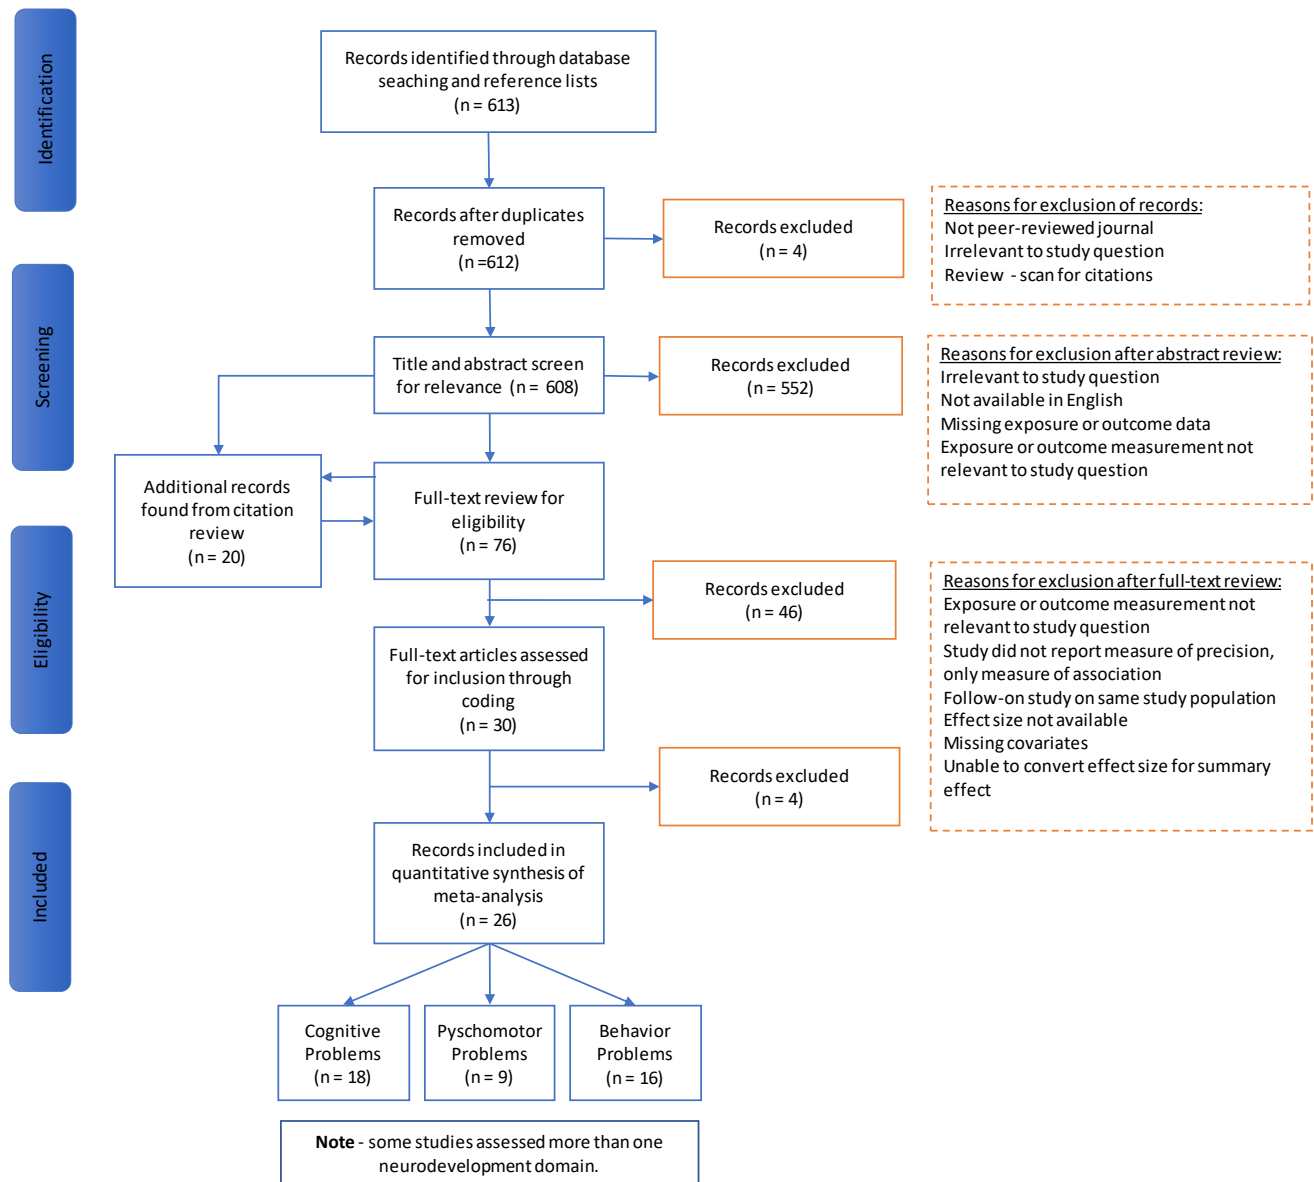 Identification
Records identified through database
seaching and reference lists
(n = 613)
Records after duplicates
removed
(n =612)
Records excluded
(n = 4)
Reasons for exclusion of records:
Not peer-reviewed journal
Irrelevant to study question
Review - scan for citations
Screening
Title and abstract screen
for relevance (n = 608)
Records excluded
(n = 552)
Reasons for exclusion after abstract review:
Irrelevant to study question
Not available in English
Missing exposure or outcome data
Exposure or outcome measurement not
relevant to study question
Additional records
found from citation
review
(n = 20)
Full-text review for
eligibility
(n = 76)
Eligibility
Records excluded
(n = 46)
Reasons for exclusion after full-text review:
Exposure or outcome measurement not
relevant to study question
Study did not report measure of precision,
only measure of association
Follow-on study on same study population
Effect size not available
Missing covariates
Unable to convert effect size for summary
effect
Full-text articles assessed
for inclusion through
coding
(n = 30)
Records excluded
(n = 4)
Included
Records included in
quantitative synthesis of
meta-analysis
(n = 26)
Cognitive
Problems
(n = 18)
Pyschomotor
Problems
(n = 9)
Behavior
Problems
(n = 16)
Note - some studies assessed more than one
neurodevelopment domain.